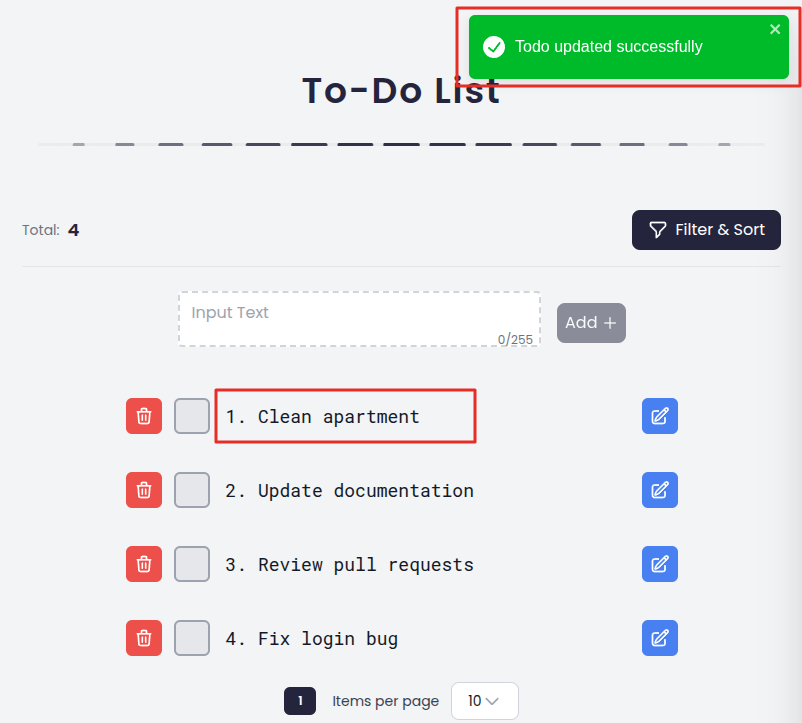 Todo updated successfully
To-Do List
Total: 4
Filter & Sort
Input Text
0/255
Add
1. Clean apartment
2. Update documentation
3. Review pull requests
4. Fix login bug
1 Items per page 10